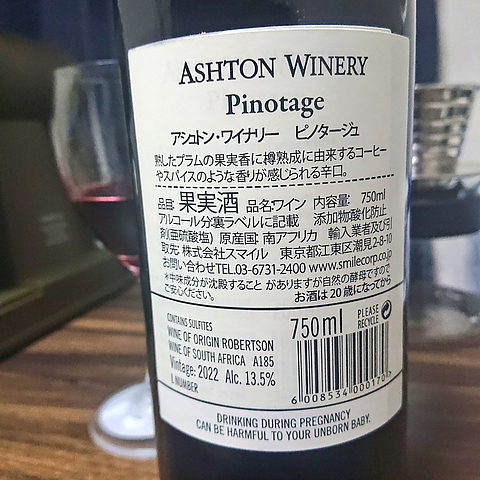 ASHTON WINERY
Pinotage
アシュトン・ワイナリー ピノタージュ
熟したプラムの果実香に樽熟成に由来するコーヒー
やスパイスのような香りが感じられる辛口。
品目:果実酒 品名:ワイン 内容量: 750ml
アルコール分裏ラベルに記載 添加物:酸化防止
剤(亜硫酸塩) 原産国:南アフリカ 輸入業者及び引
取先: 株式会社スマイル 東京都江東区潮見2-8-10
お問い合わせTEL.03-6731-2400 www.smilecorp.co.jp
*中味成分が沈殿すること がありますが自然の酵母ですので
ご安心ください。 お酒は20歳になってから
CONTAINS SULFITES
WINE OF ORIGIN ROBERTSON
WINE OF SOUTH AFRICA A185
Vintage: 2022 Alc. 13.5%
L NUMBER
750ml
PLEASE
RECYCLE
6 008534 000170
DRINKING DURING PREGNANCY
CAN BE HARMFUL TO YOUR UNBORN BABY.